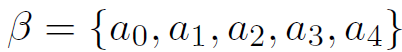 β = {a₀, a₁, a₂, a₃, a₄}